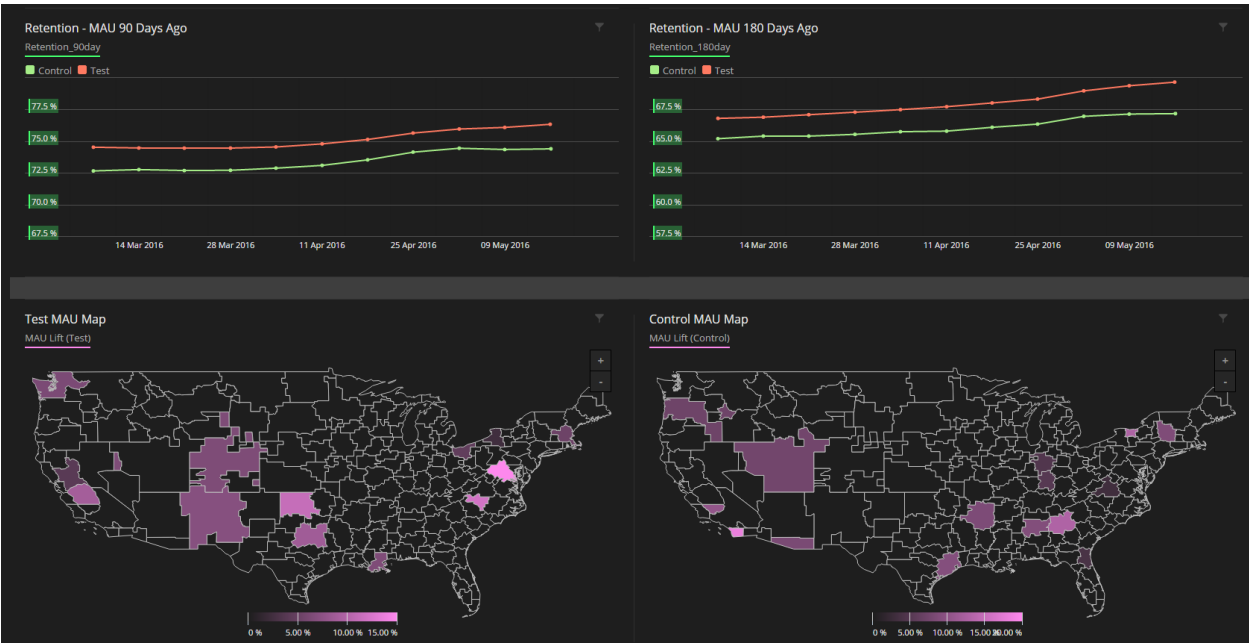 Retention - MAU 90 Days Ago
Retention_90day
Control Test
77.5 %
75.0 %
72.5 %
70.0 %
67.5 %
14 Mar 2016 28 Mar 2016 11 Apr 2016 25 Apr 2016 09 May 2016
Retention - MAU 180 Days Ago
Retention_180day
Control Test
67.5 %
65.0 %
62.5 %
60.0 %
57.5 %
14 Mar 2016 28 Mar 2016 11 Apr 2016 25 Apr 2016 09 May 2016
Test MAU Map
MAU Lift (Test)
+
-
0 % 5.00 % 10.00 % 15.00 %
Control MAU Map
MAU Lift (Control)
+
-
0 % 5.00 % 10.00 % 15.00 20.00 %